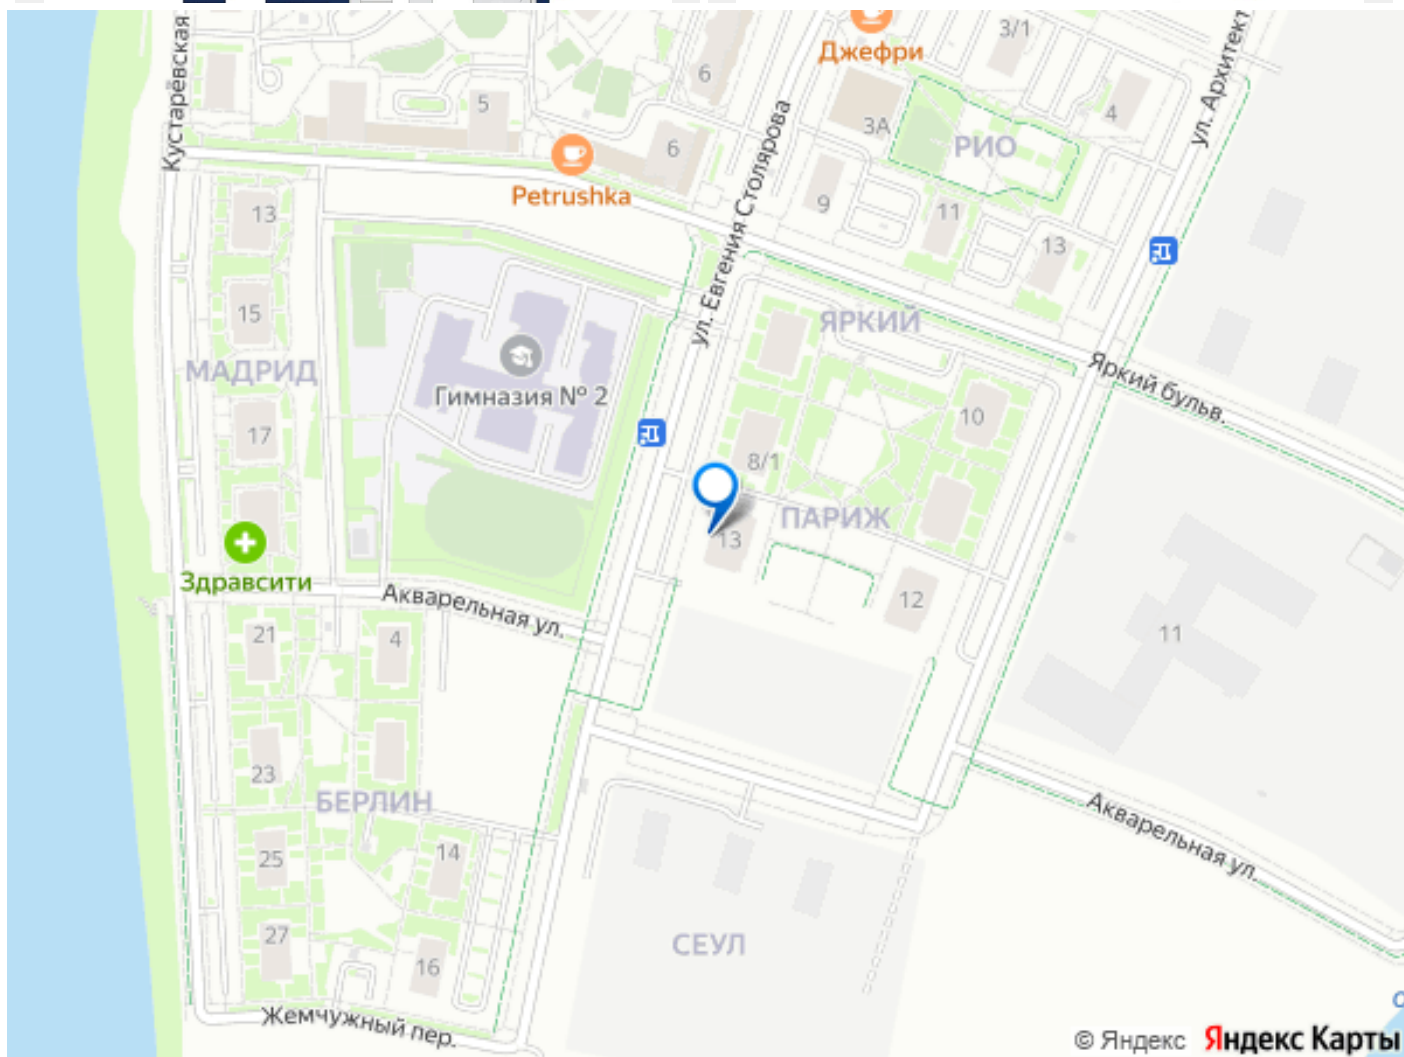 Джефри
3/1
6
5
3А
4
РИО
ул. Архитект
Кустарёвская
6
Petrushka
ул. Евгения Столярова
9
11
13
13
15
ЯРКИЙ
МАДРИД
Гимназия № 2
Яркий бульв.
17
10
8/1
ПАРИЖ
13
Здравсити
Акварельная ул.
12
21
4
11
23
БЕРЛИН
Акварельная ул.
25
14
27
СЕУЛ
16
Жемчужный пер.
© Яндекс Яндекс Карты